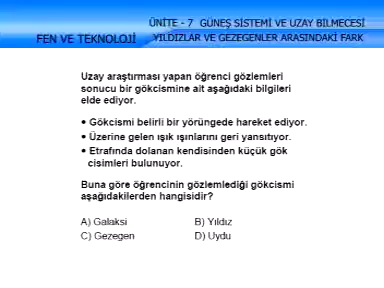 ÜNİTE - 7 GÜNEŞ SİSTEMİ VE UZAY BİLMECESİ
FEN VE TEKNOLOJİ YILDIZLAR VE GEZEGENLER ARASINDAKİ FARK
Uzay araştırması yapan öğrenci gözlemleri
sonucu bir gökcismine ait aşağıdaki bilgileri
elde ediyor.
• Gökcismi belirli bir yörüngede hareket ediyor.
• Üzerine gelen ışık ışınlarını geri yansıtıyor.
• Etrafında dolanan kendisinden küçük gök
cisimleri bulunuyor.
Buna göre öğrencinin gözlemlediği gökcismi
aşağıdakilerden hangisidir?
A) Galaksi B) Yıldız
C) Gezegen D) Uydu